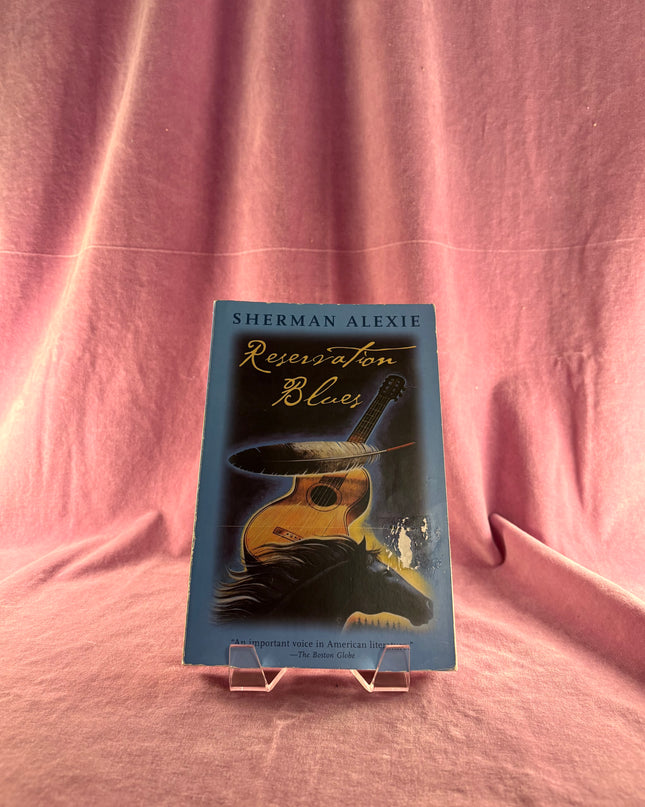 SHERMAN ALEXIE
Reservation
Blues
"An important voice in American literature."
—The Boston Globe